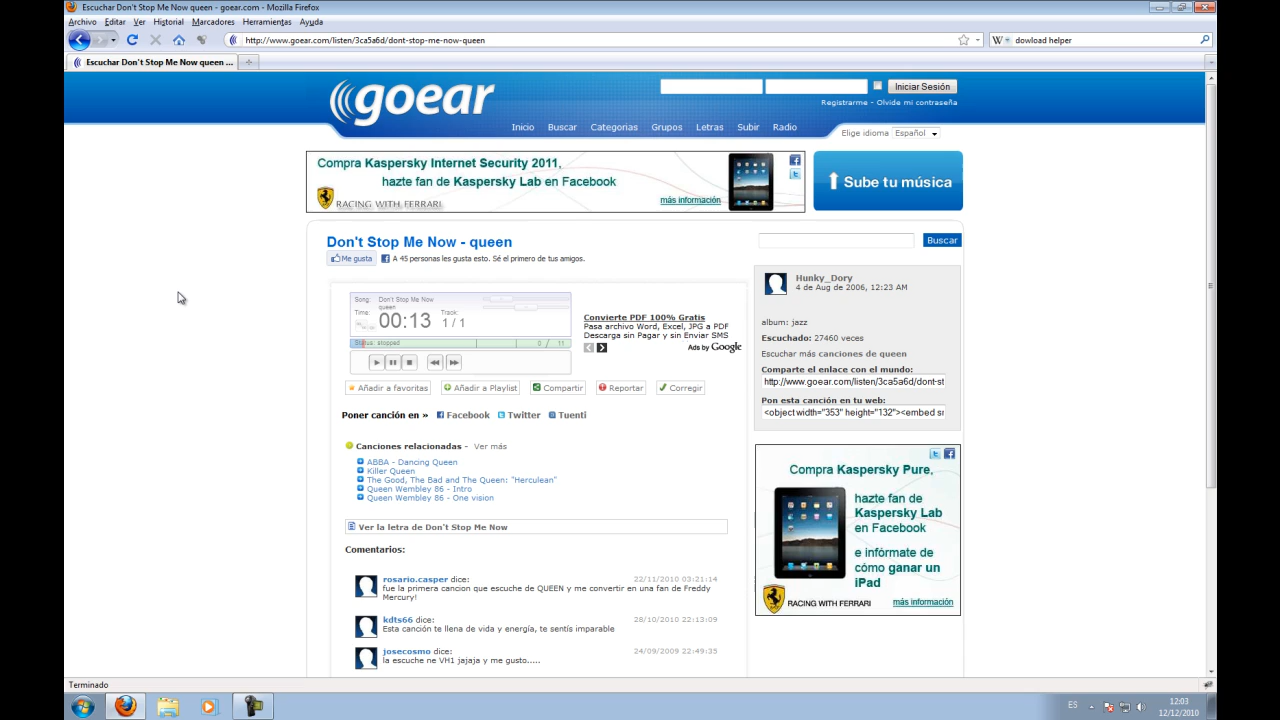 Escuchar Don't Stop Me Now queen - goear.com - Mozilla Firefox
Archivo Editar Ver Historial Marcadores Herramientas Ayuda
http://www.goear.com/listen/3ca5a6d/dont-stop-me-now-queen
W dowload helper
Escuchar Don't Stop Me Now queen ...
goear
Iniciar Sesión
Registrarme - Olvide mi contraseña
Inicio Buscar Categorias Grupos Letras Subir Radio
Elige idioma Español
Compra Kaspersky Internet Security 2011,
hazte fan de Kaspersky Lab en Facebook
RACING WITH FERRARI
más información
Sube tu música
Don't Stop Me Now - queen
Buscar
Me gusta A 45 personas les gusta esto. Sé el primero de tus amigos.
Hunky_Dory
4 de Aug de 2006, 12:23 AM
Song: Don't Stop Me Now
queen
Time: 00:13 Track: 1 / 1
Status: stopped 0 / 11
Convierte PDF 100% Gratis
Pasa archivo Word, Excel, JPG a PDF
Descarga sin Pagar y sin Enviar SMS
Ads by Google
album: jazz
Escuchado: 27460 veces
Escuchar más canciones de queen
Comparte el enlace con el mundo:
http://www.goear.com/listen/3ca5a6d/dont-st
Pon esta canción en tu web:
<object width="353" height="132"><embed sr
Añadir a favoritas Añadir a Playlist Compartir Reportar Corregir
Poner canción en » Facebook Twitter Tuenti
Canciones relacionadas - Ver más
ABBA - Dancing Queen
Killer Queen
The Good, The Bad and The Queen: "Herculean"
Queen Wembley 86 - Intro
Queen Wembley 86 - One vision
Ver la letra de Don't Stop Me Now
Comentarios:
rosario.casper dice: 22/11/2010 03:21:14
fue la primera cancion que escuche de QUEEN y me convertir en una fan de Freddy
Mercury!
kdts66 dice: 28/10/2010 22:13:09
Esta canción te llena de vida y energía, te sentís imparable
josecosmo dice: 24/09/2009 22:49:35
la escuche ne VH1 jajaja y me gusto.....
Compra Kaspersky Pure,
hazte fan de
Kaspersky Lab
en Facebook
e infórmate de
cómo ganar un
iPad
RACING WITH FERRARI
más información
Terminado
ES
12:03
12/12/2010